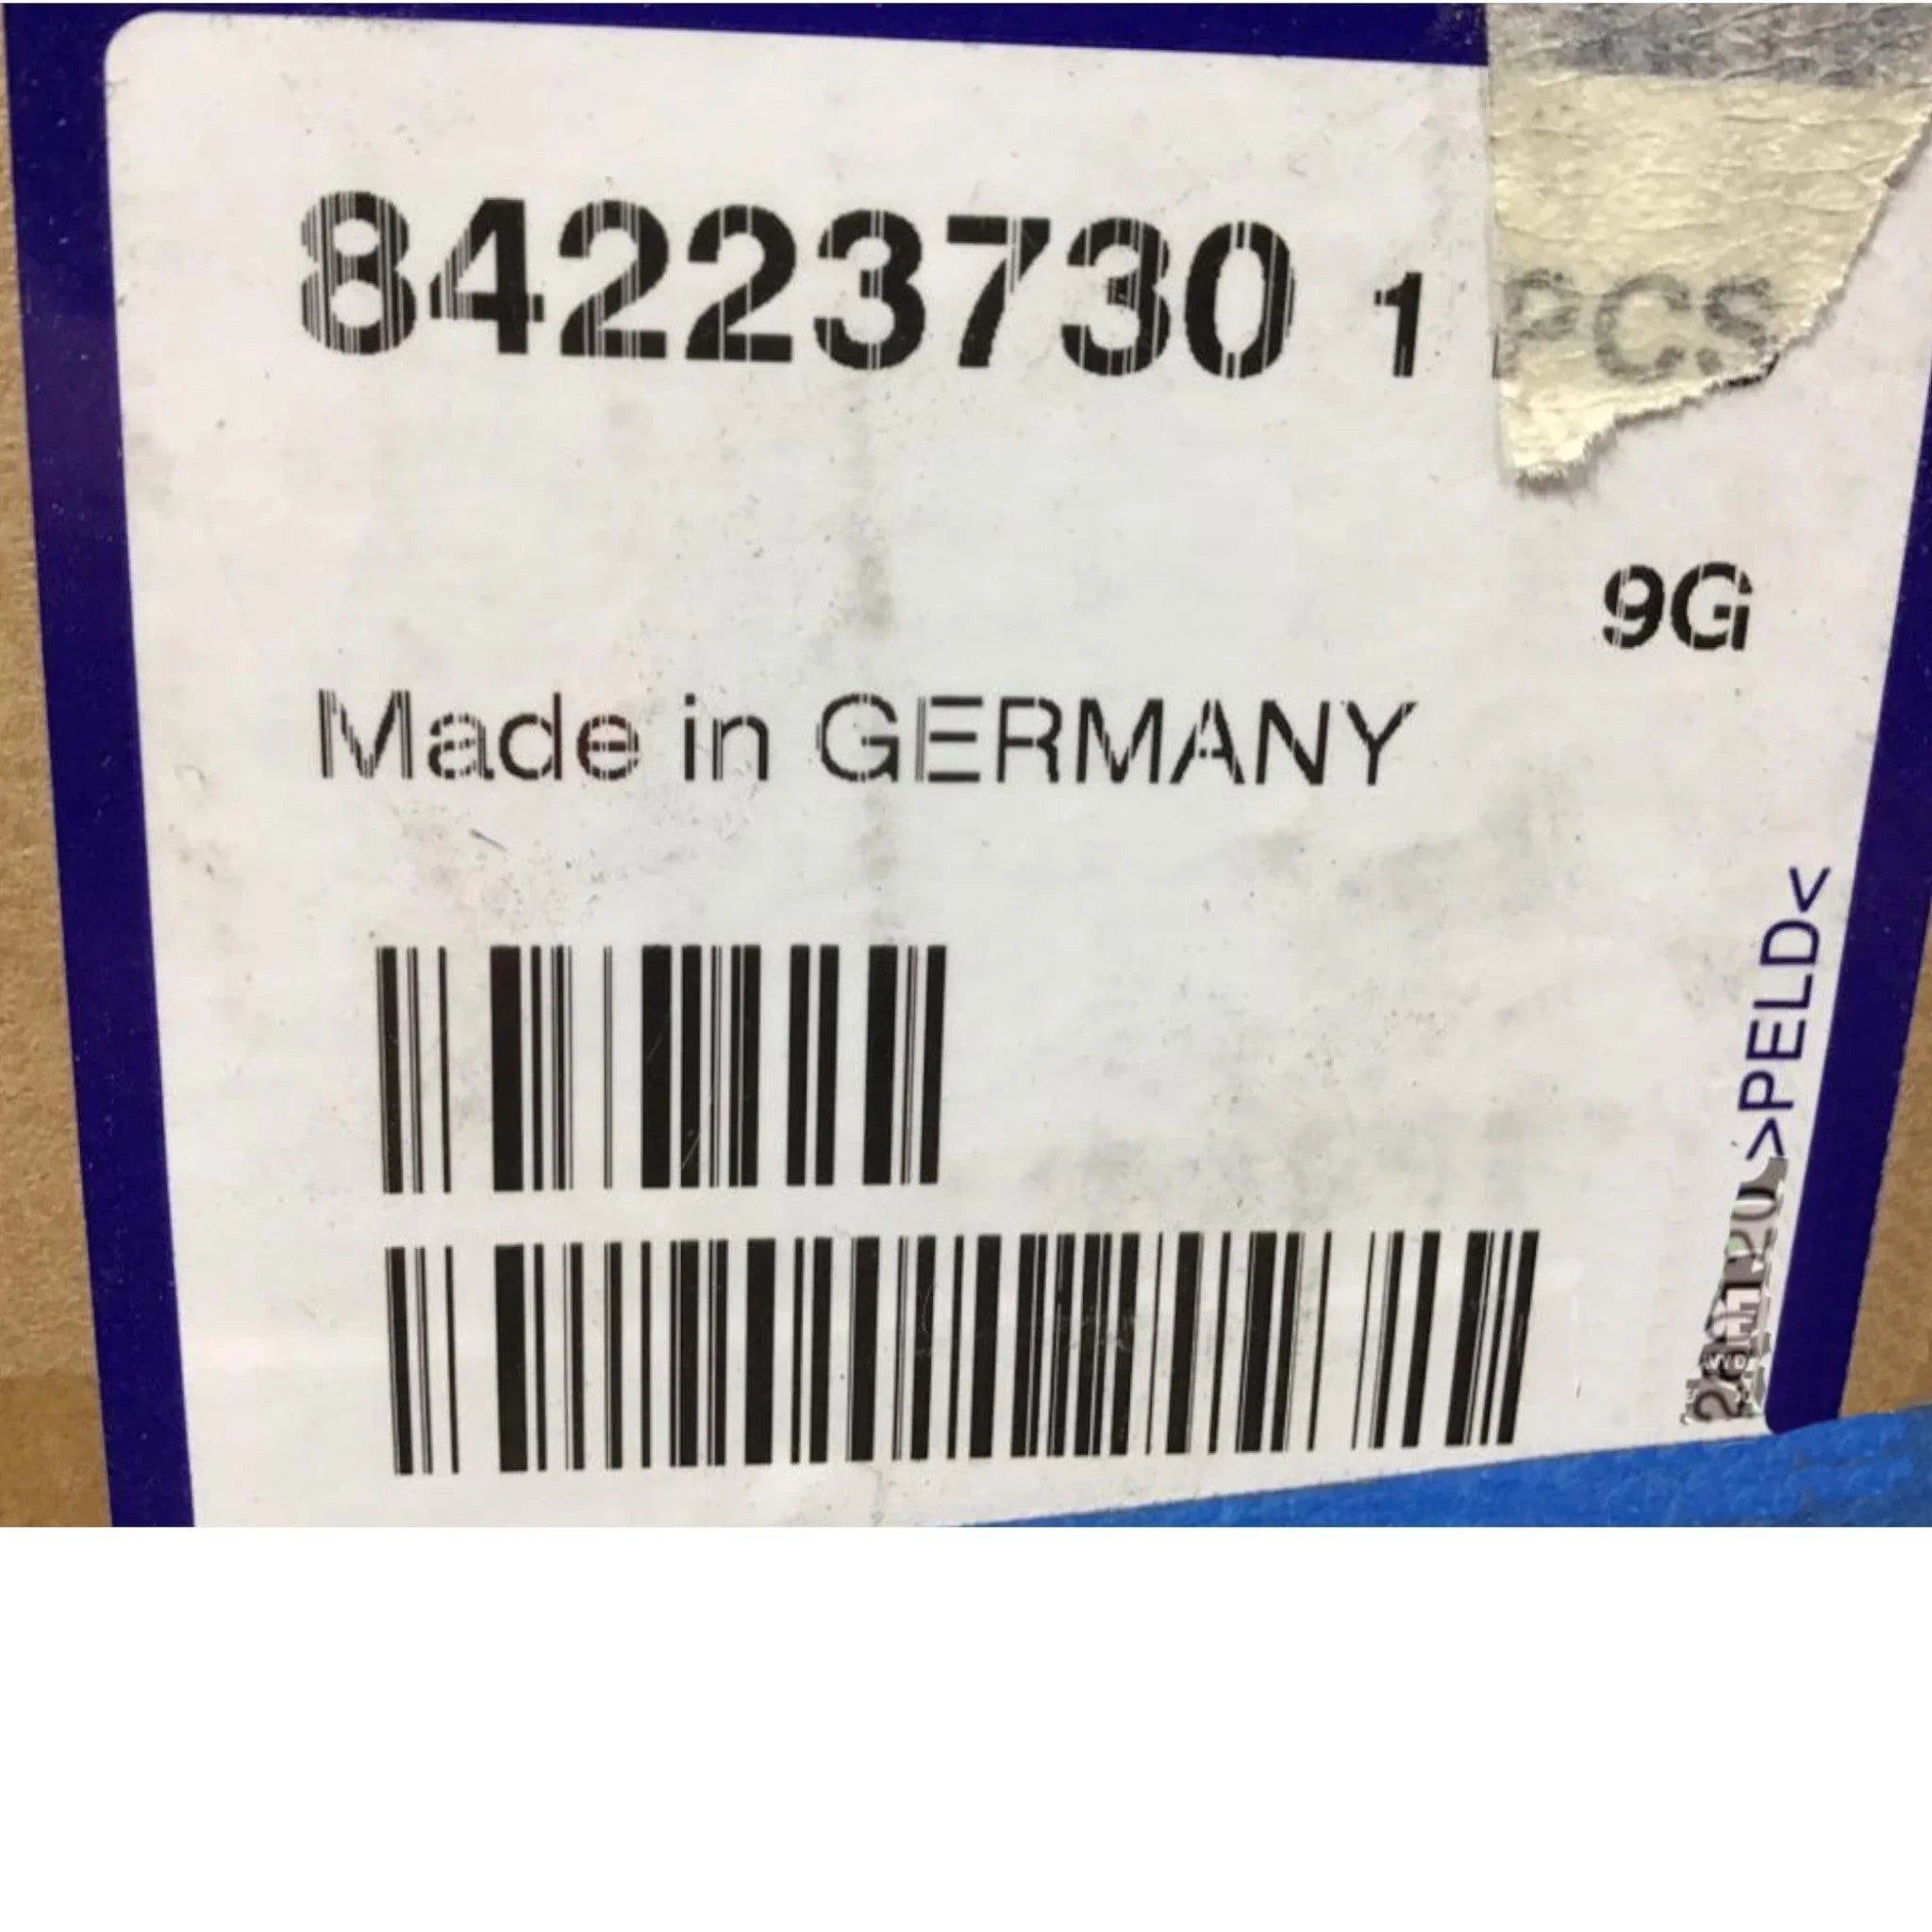 84223730 1 PCS
9G
Made in GERMANY
>PELD<